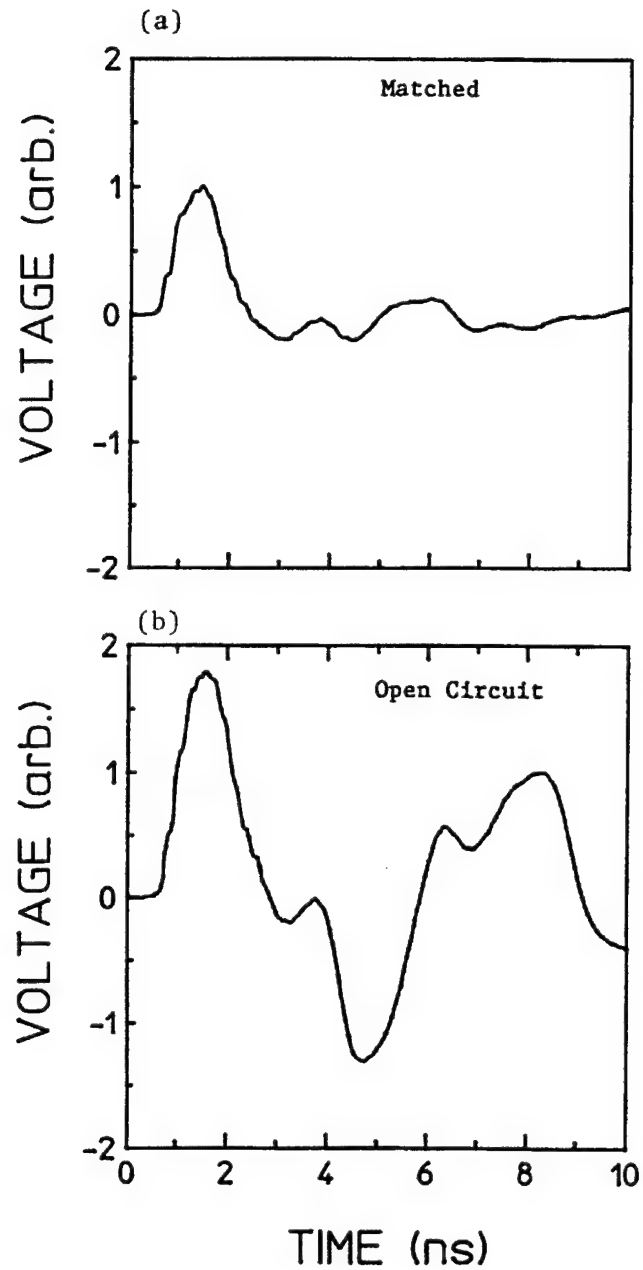 (a)
Matched
2
1
0
-1
-2
VOLTAGE (arb.)
(b)
Open Circuit
2
1
0
-1
-2
VOLTAGE (arb.)
0 2 4 6 8 10
TIME (ns)